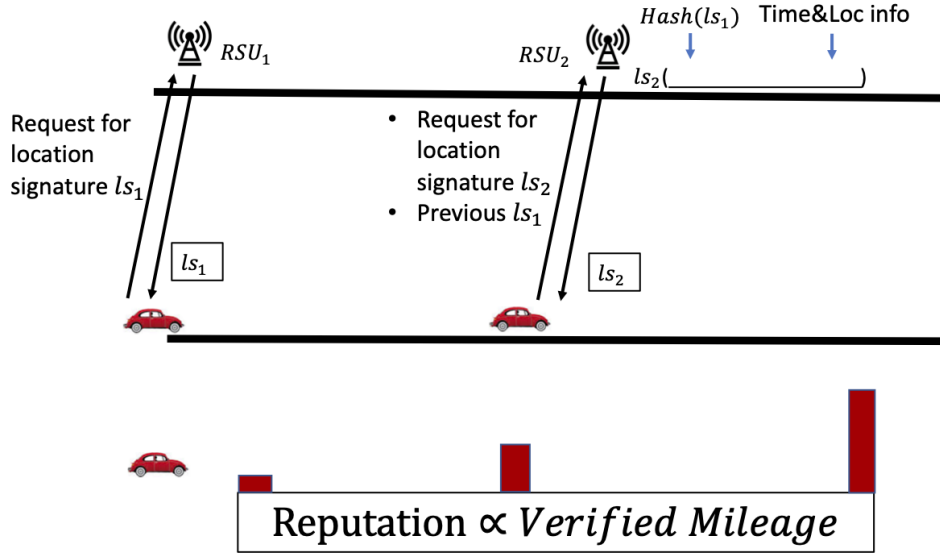 RSU₁
RSU₂
Hash(ls₁)
Time&Loc info
ls₂( )
Request for
location
signature ls₁
• Request for
location
signature ls₂
• Previous ls₁
ls₁
ls₂
Reputation ∝ Verified Mileage